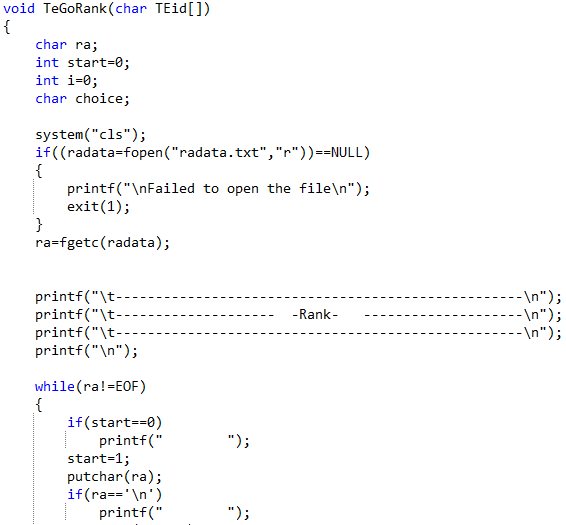 void TeGoRank(char TEid[])
{
    char ra;
    int start=0;
    int i=0;
    char choice;

    system("cls");
    if((radata=fopen("radata.txt","r"))==NULL)
    {
        printf("\nFailed to open the file\n");
        exit(1);
    }
    ra=fgetc(radata);

    printf("\t---------------------------------------------------\n");
    printf("\t--------------------  -Rank-   --------------------\n");
    printf("\t---------------------------------------------------\n");
    printf("\n");

    while(ra!=EOF)
    {
        if(start==0)
            printf("        ");
        start=1;
        putchar(ra);
        if(ra=='\n')
            printf("        ");